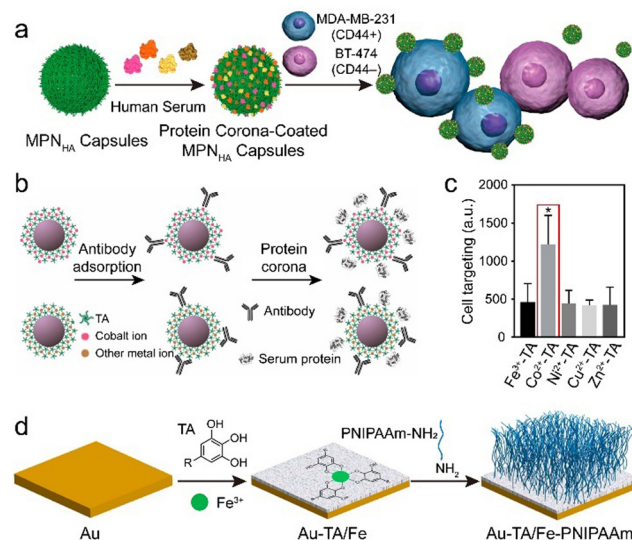 a
MDA-MB-231
(CD44+)
BT-474
(CD44–)
Human Serum
MPNHA Capsules
Protein Corona-Coated
MPNHA Capsules
b
Antibody
adsorption
Protein
corona
TA
Cobalt ion
Other metal ion
Antibody
Serum protein
c
Cell targeting (a.u.)
2000
1500
1000
500
0
*
Fe3+-TA
Co2+-TA
Ni2+-TA
Cu2+-TA
Zn2+-TA
d
TA
OH
OH
OH
R
Fe3+
PNIPAAm-NH2
NH2
Au
Au-TA/Fe
Au-TA/Fe-PNIPAAm